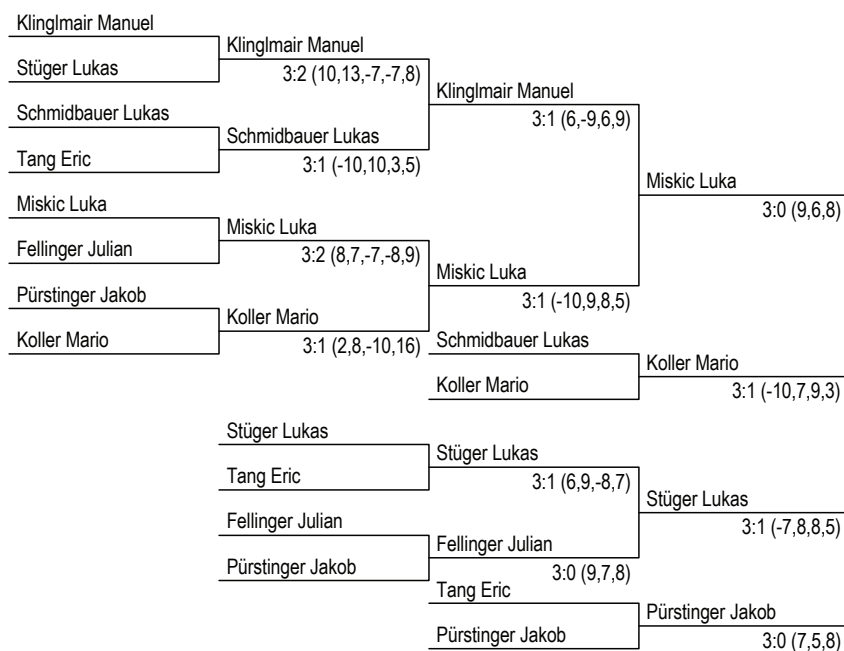 Klinglmair Manuel
Stüger Lukas
Schmidbauer Lukas
Tang Eric
Miskic Luka
Fellinger Julian
Pürstinger Jakob
Koller Mario
Klinglmair Manuel
3:2 (10,13,-7,-7,8)
Schmidbauer Lukas
3:1 (-10,10,3,5)
Miskic Luka
3:2 (8,7,-7,-8,9)
Koller Mario
3:1 (2,8,-10,16)
Klinglmair Manuel
3:1 (6,-9,6,9)
Miskic Luka
3:1 (-10,9,8,5)
Miskic Luka
3:0 (9,6,8)
Schmidbauer Lukas
Koller Mario
Koller Mario
3:1 (-10,7,9,3)
Stüger Lukas
Tang Eric
Fellinger Julian
Pürstinger Jakob
Stüger Lukas
3:1 (6,9,-8,7)
Fellinger Julian
3:0 (9,7,8)
Stüger Lukas
3:1 (-7,8,8,5)
Tang Eric
Pürstinger Jakob
Pürstinger Jakob
3:0 (7,5,8)